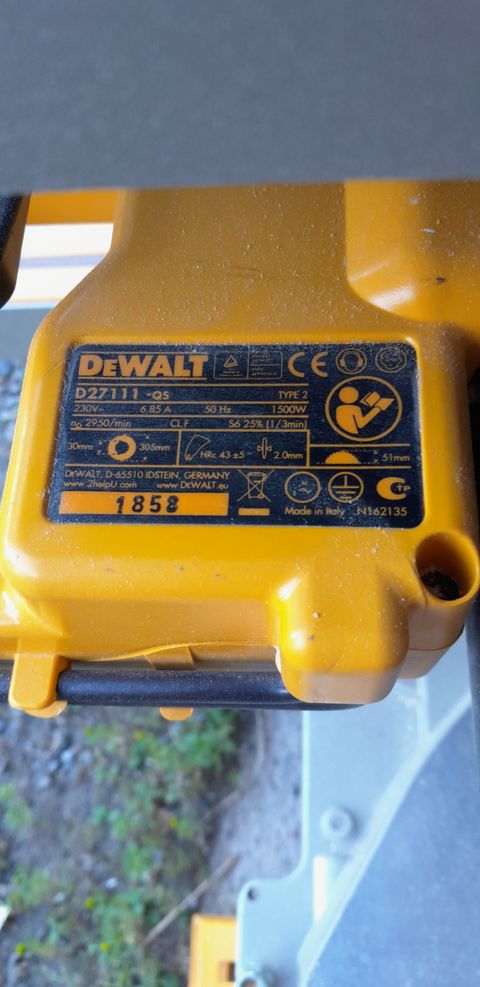 DEWALT CE
D27111 -QS TYPE 2
230V~ 6.85 A 50 Hz 1500W
n₀ 2950/min CL F S6 25% (1/3min)
30mm 305mm HRc 43 ±5 2.0mm 51mm
DEWALT, D-65510 IDSTEIN, GERMANY
www.2helpU.com www.DEWALT.eu
1858
Made in Italy N162135